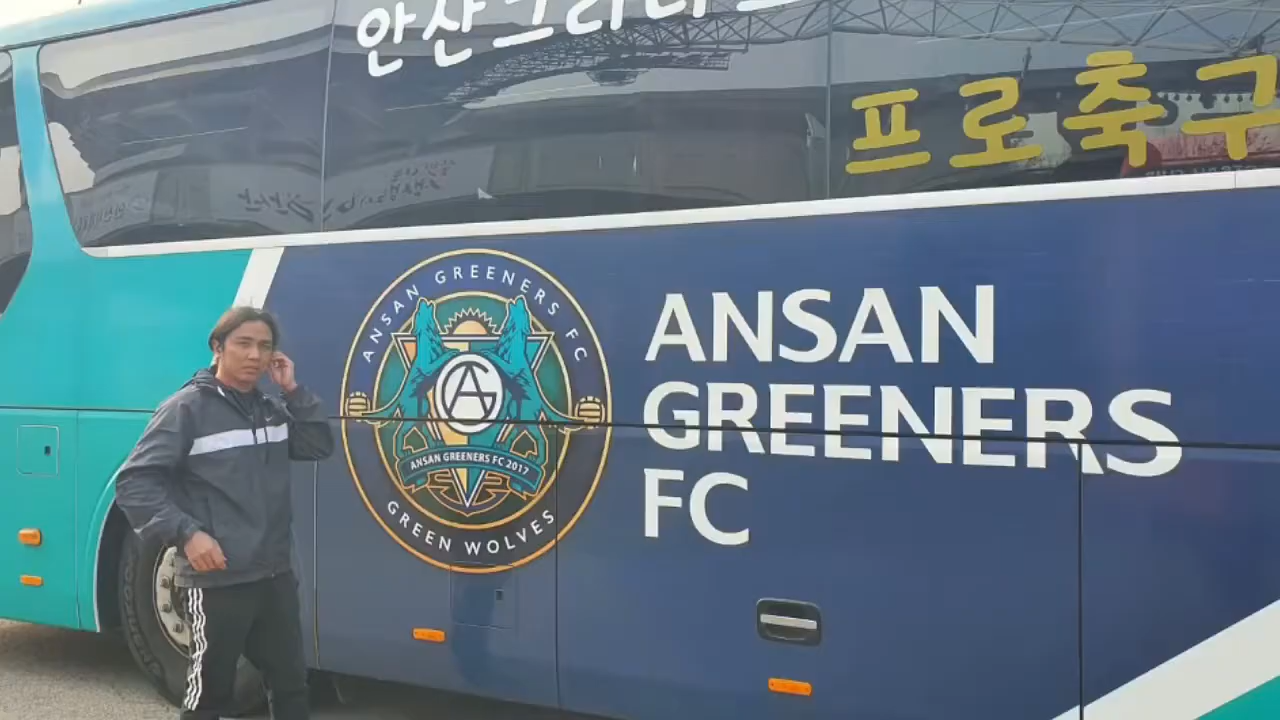 안산그리너스
프로축구
ANSAN GREENERS FC
AG
ANSAN GREENERS FC 2017
GREEN WOLVES
ANSAN
GREENERS
FC